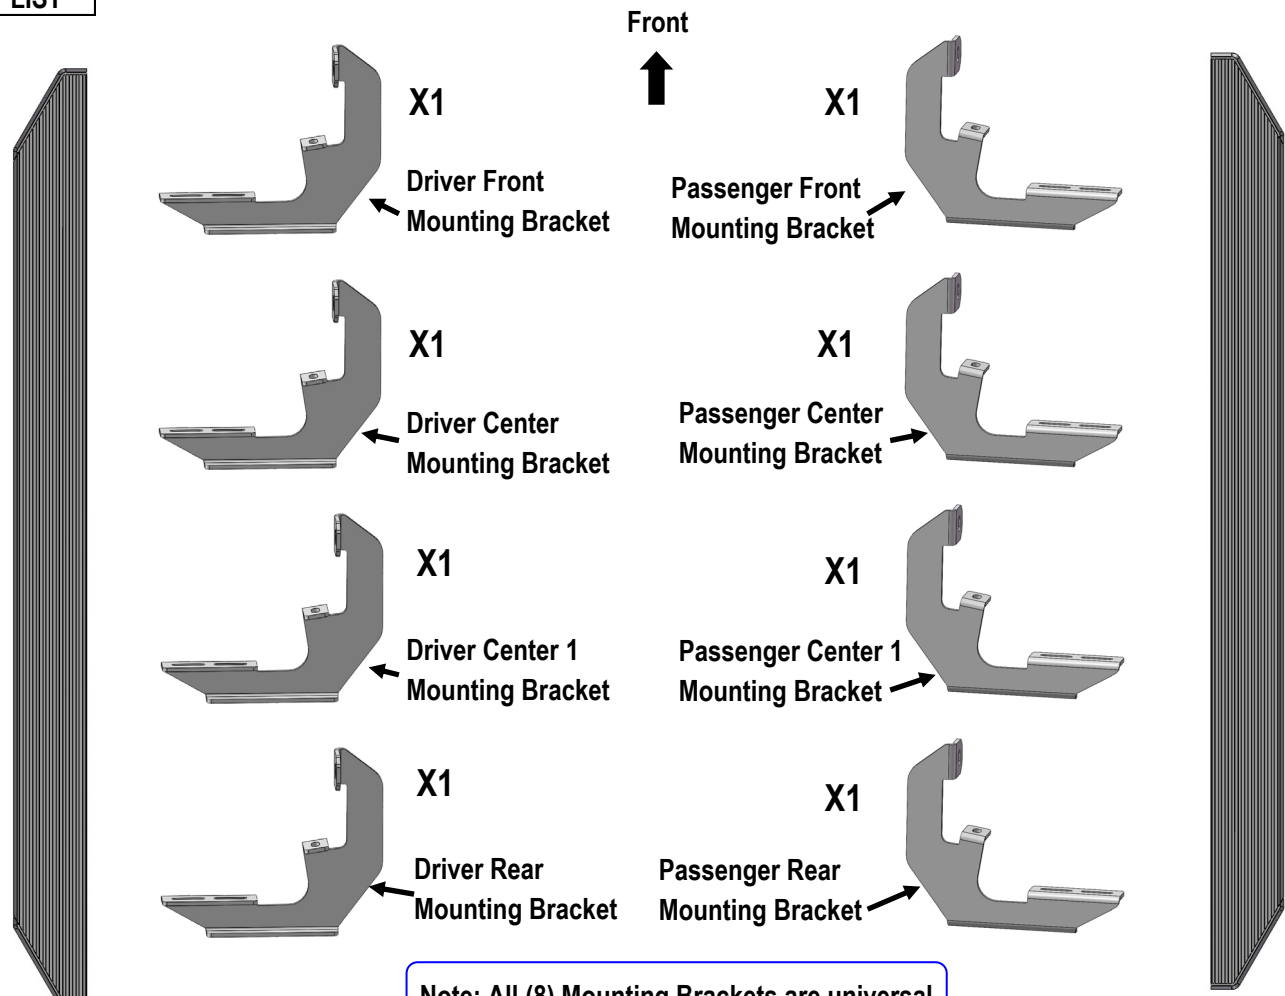 LIST
Front
X1
X1
Driver Front
Mounting Bracket
Passenger Front
Mounting Bracket
X1
X1
Driver Center
Mounting Bracket
Passenger Center
Mounting Bracket
X1
X1
Driver Center 1
Mounting Bracket
Passenger Center 1
Mounting Bracket
X1
X1
Driver Rear
Mounting Bracket
Passenger Rear
Mounting Bracket
Note: All (8) Mounting Brackets are universal